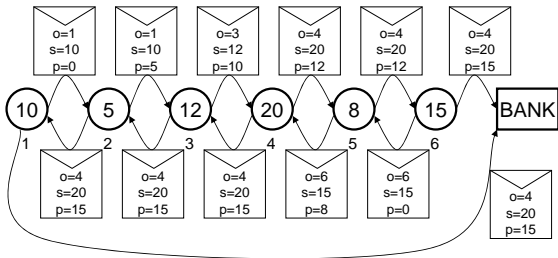 o=1
s=10
p=0
o=1
s=10
p=5
o=3
s=12
p=10
o=4
s=20
p=12
o=4
s=20
p=12
o=4
s=20
p=15
10
5
12
20
8
15
BANK
1
2
3
4
5
6
o=4
s=20
p=15
o=4
s=20
p=15
o=4
s=20
p=15
o=6
s=15
p=8
o=6
s=15
p=0
o=4
s=20
p=15